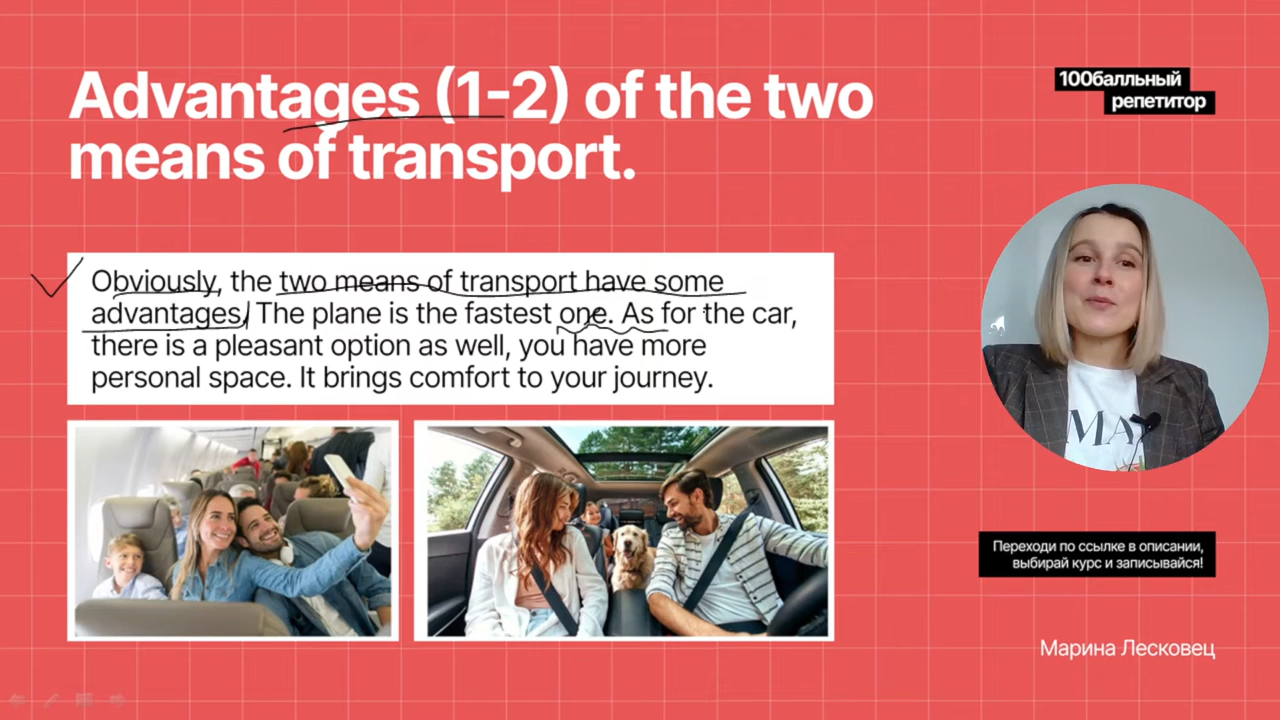 Advantages (1-2) of the two
means of transport.
100балльный
репетитор
Obviously, the two means of transport have some
advantages. The plane is the fastest one. As for the car,
there is a pleasant option as well, you have more
personal space. It brings comfort to your journey.
MA
Переходи по ссылке в описании,
выбирай курс и записывайся!
Марина Лесковец